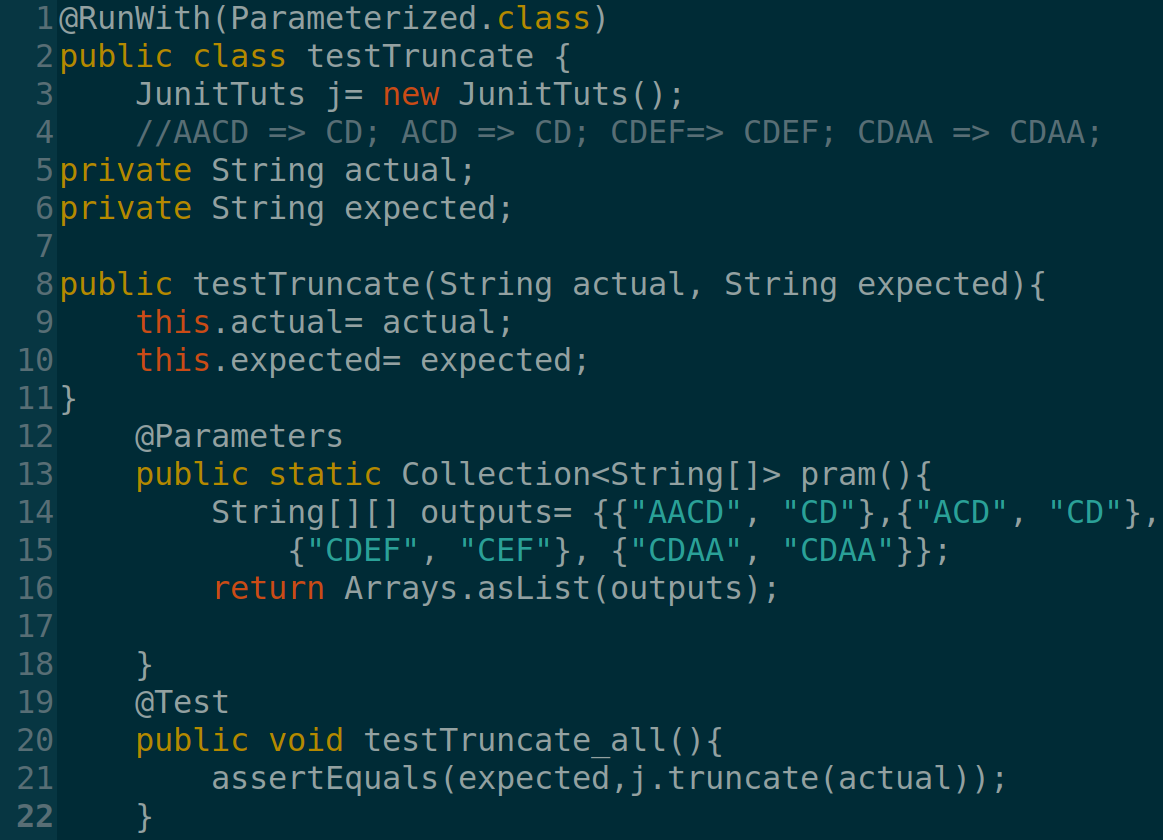 1 @RunWith(Parameterized.class)
2 public class testTruncate {
3     JunitTuts j= new JunitTuts();
4     //AACD => CD; ACD => CD; CDEF=> CDEF; CDAA => CDAA;
5 private String actual;
6 private String expected;
7
8 public testTruncate(String actual, String expected){
9     this.actual= actual;
10     this.expected= expected;
11 }
12     @Parameters
13     public static Collection<String[]> pram(){
14         String[][] outputs= {{"AACD", "CD"},{"ACD", "CD"},
15             {"CDEF", "CEF"}, {"CDAA", "CDAA"}};
16         return Arrays.asList(outputs);
17
18     }
19     @Test
20     public void testTruncate_all(){
21         assertEquals(expected,j.truncate(actual));
22     }